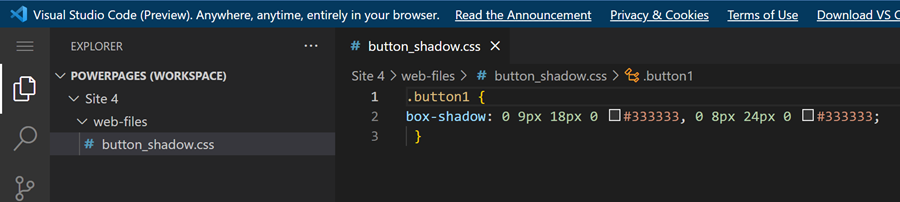 Visual Studio Code (Preview). Anywhere, anytime, entirely in your browser. Read the Announcement Privacy & Cookies Terms of Use Download VS C
EXPLORER ...
button_shadow.css
POWERPAGES (WORKSPACE)
Site 4
web-files
button_shadow.css
Site 4 > web-files > # button_shadow.css > .button1
1 .button1 {
2 box-shadow: 0 9px 18px 0 #333333, 0 8px 24px 0 #333333;
3 }